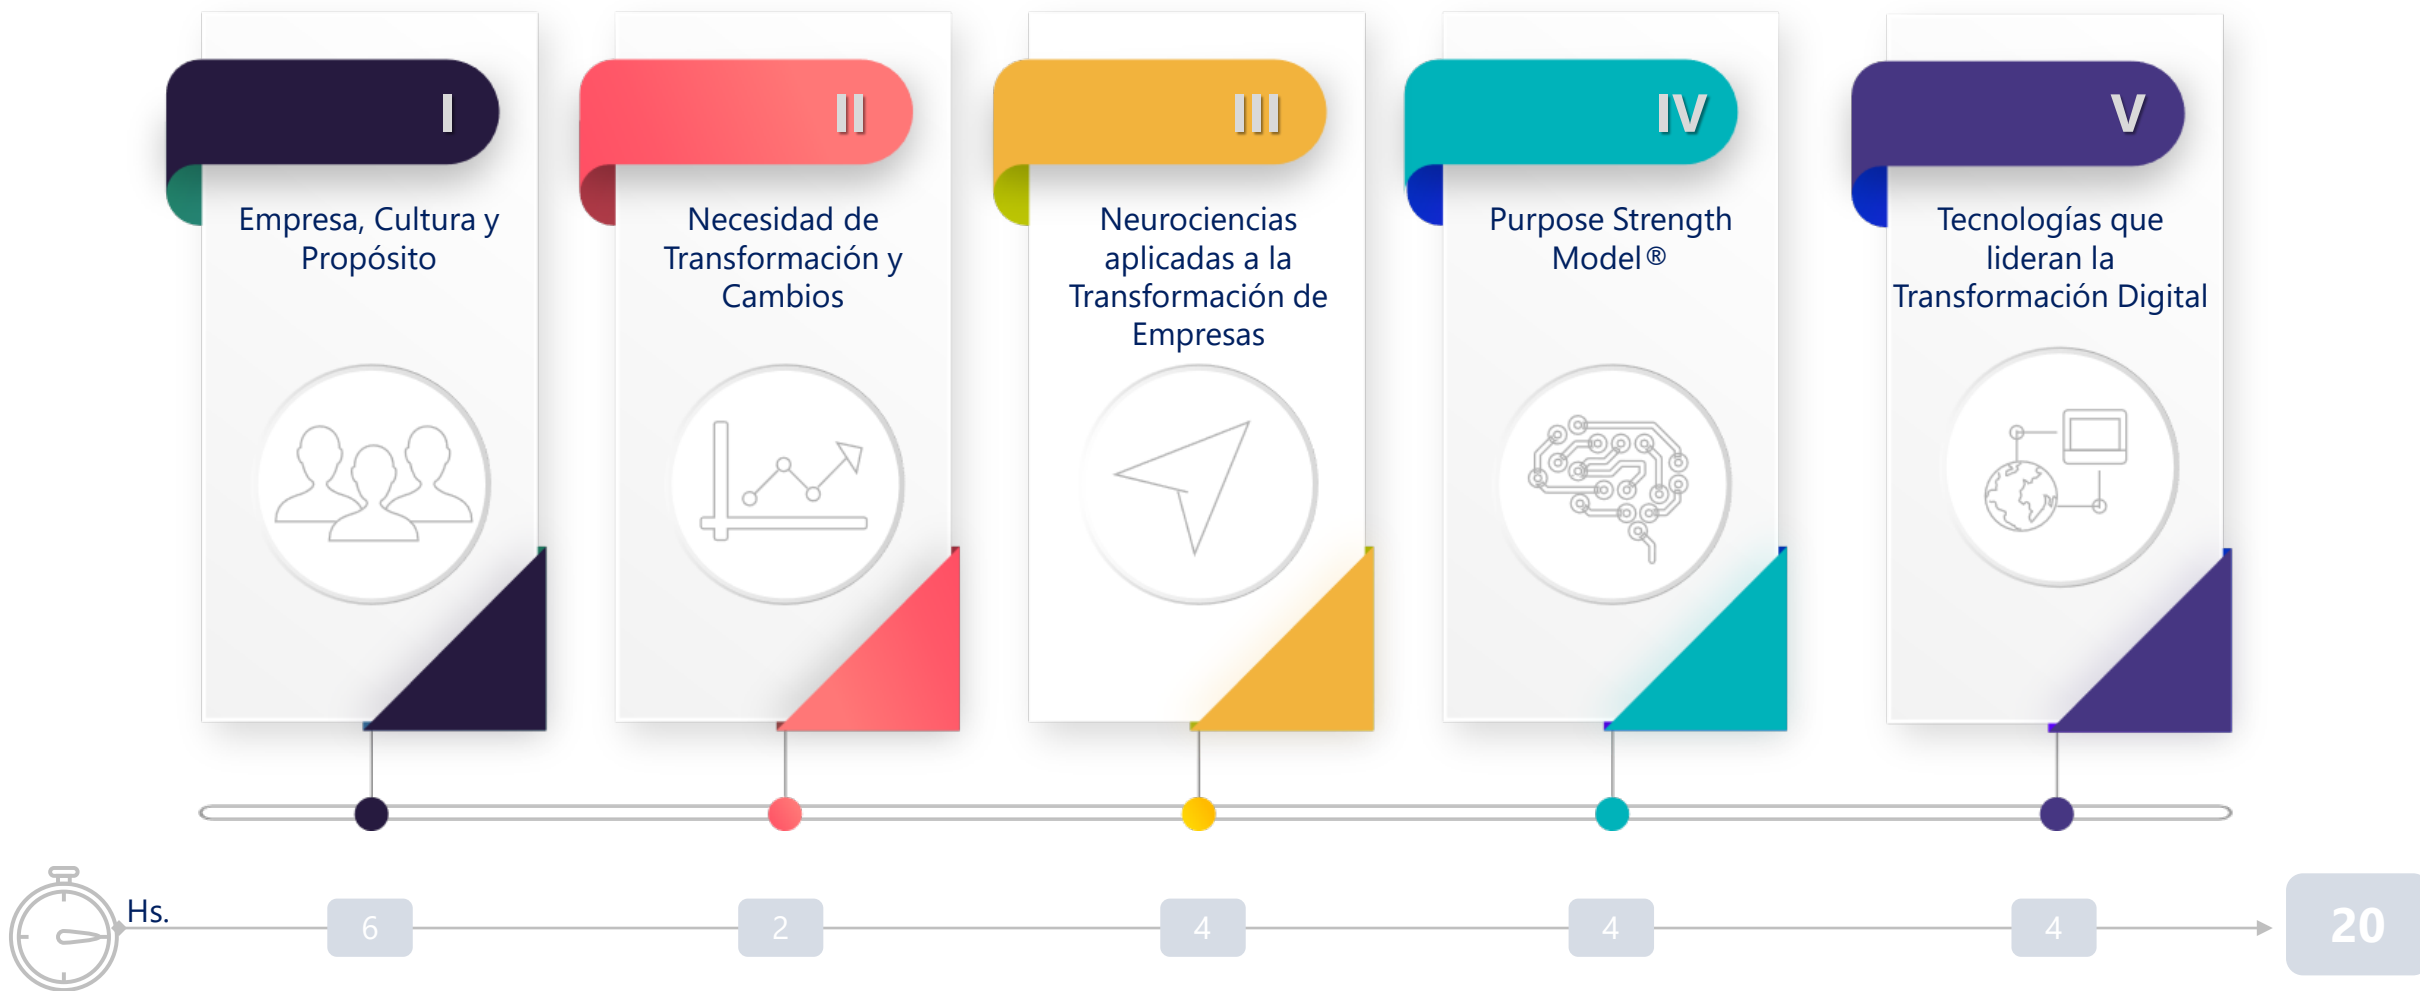 I
Empresa, Cultura y
Propósito
II
Necesidad de
Transformación y
Cambios
III
Neurociencias
aplicadas a la
Transformación de
Empresas
IV
Purpose Strength
Model®
V
Tecnologías que
lideran la
Transformación Digital
Hs.
6
2
4
4
4
20